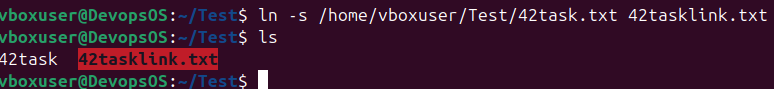 vboxuser@DevopsOS:~/Test$ ln -s /home/vboxuser/Test/42task.txt 42tasklink.txt
vboxuser@DevopsOS:~/Test$ ls
42task  42tasklink.txt
vboxuser@DevopsOS:~/Test$